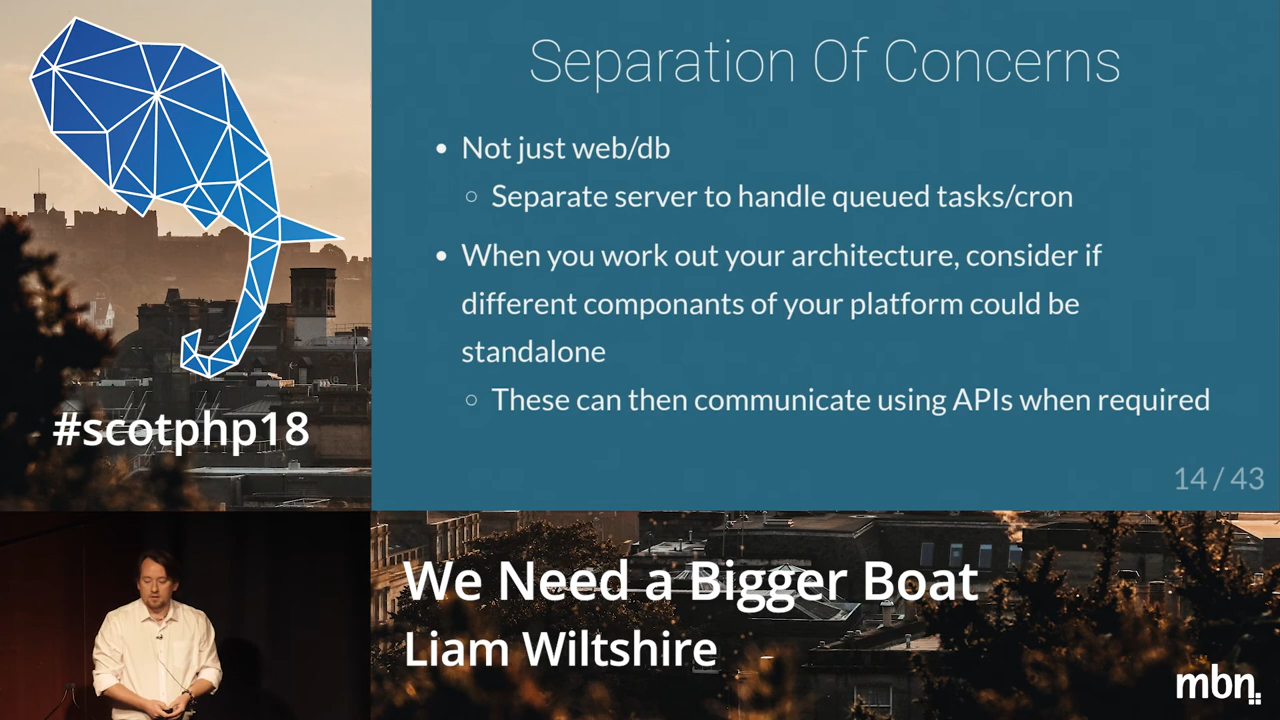 Separation Of Concerns
• Not just web/db
○ Separate server to handle queued tasks/cron
• When you work out your architecture, consider if
different componants of your platform could be
standalone
○ These can then communicate using APIs when required
14 / 43
#scotphp18
We Need a Bigger Boat
Liam Wiltshire
mbn